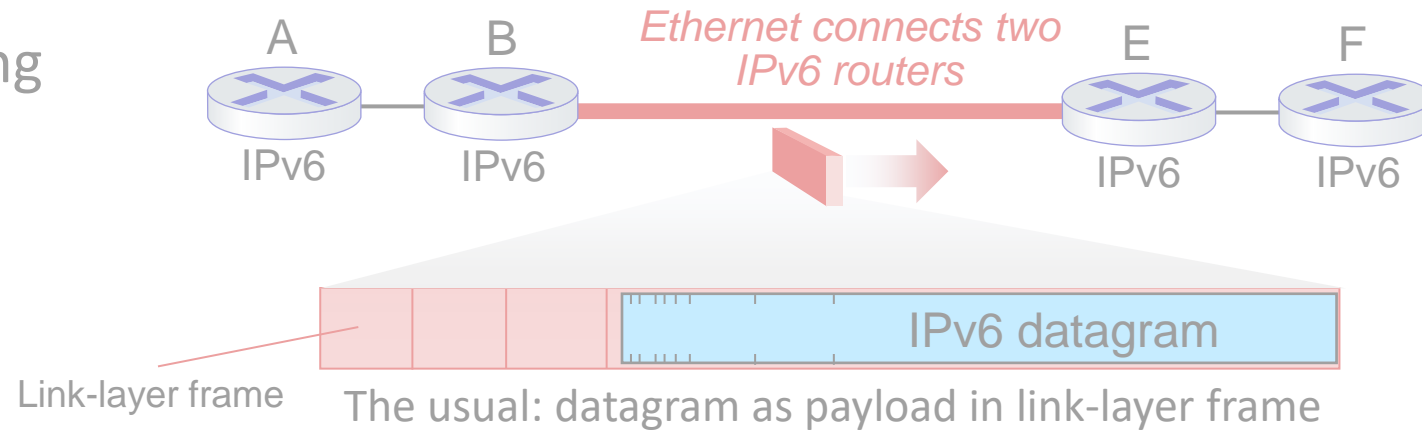 ng
A
B
Ethernet connects two
IPv6 routers
E
F
IPv6
IPv6
IPv6
IPv6
IPv6 datagram
Link-layer frame
The usual: datagram as payload in link-layer frame